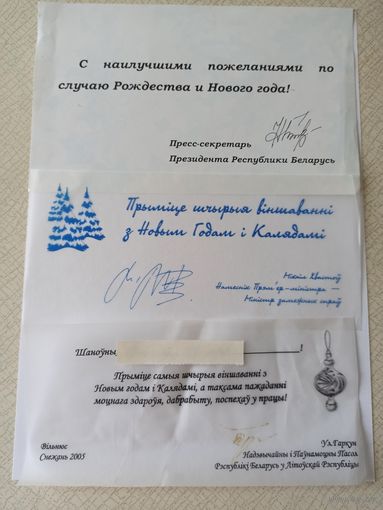 С наилучшими пожеланиями по
случаю Рождества и Нового года!
Пресс-секретарь
Президента Республики Беларусь
Прыміце шчырыя віншаванні
з Новым Годам і Калядамі
Міхаіл Хвастоў
Намеснік Прэм'ер-міністра —
Міністр замежных спраў
Шаноўны !
Прыміце самыя шчырыя віншаванні з
Новым годам і Калядамі, а таксама пажаданні
моцнага здароўя, дабрабыту, поспехаў у працы!
Вільнюс
Снежань 2005
Ул.Гаркун
Надзвычайны і Паўнамоцны Пасол
Рэспублікі Беларусь у Літоўскай Рэспубліцы